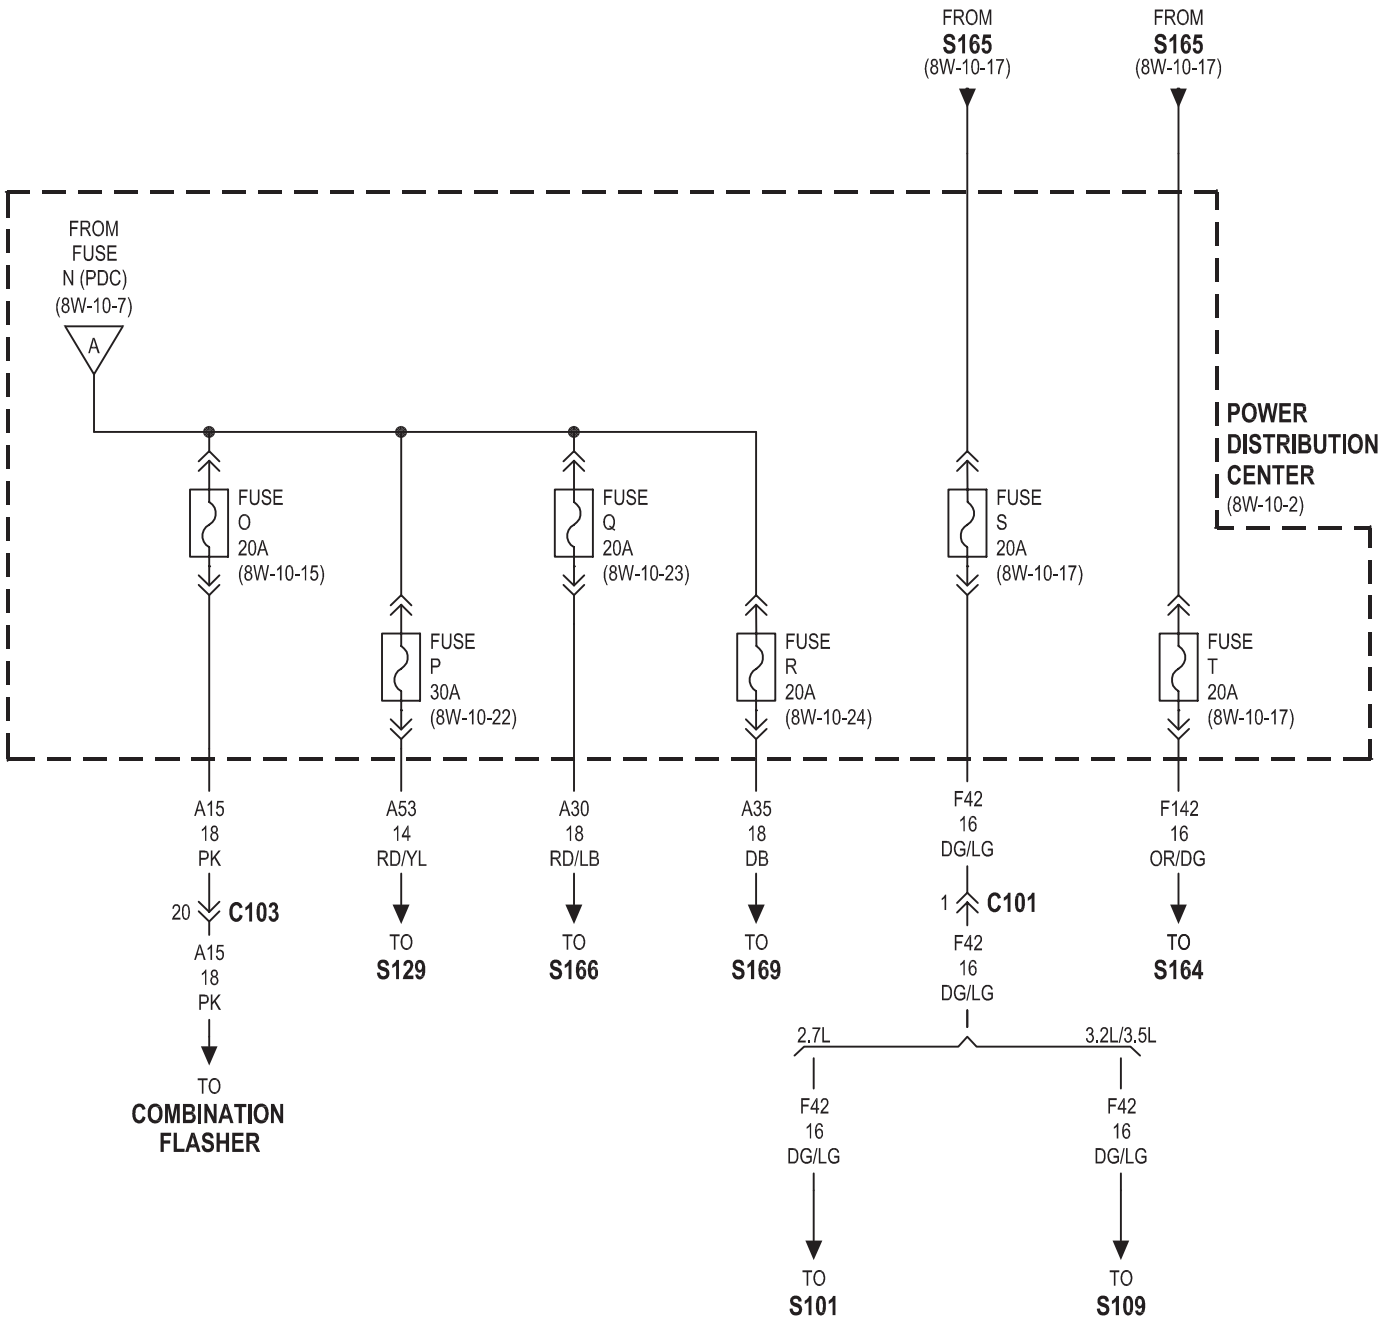 FROM
S165
(8W-10-17)
FROM
S165
(8W-10-17)
FROM
FUSE
N (PDC)
(8W-10-7)
A
POWER
DISTRIBUTION
CENTER
(8W-10-2)
FUSE
O
20A
(8W-10-15)
FUSE
Q
20A
(8W-10-23)
FUSE
S
20A
(8W-10-17)
FUSE
P
30A
(8W-10-22)
FUSE
R
20A
(8W-10-24)
FUSE
T
20A
(8W-10-17)
A15
18
PK
20
C103
A15
18
PK
TO
COMBINATION
FLASHER
A53
14
RD/YL
TO
S129
A30
18
RD/LB
TO
S166
A35
18
DB
TO
S169
F42
16
DG/LG
1
C101
F42
16
DG/LG
F142
16
OR/DG
TO
S164
2.7L
3.2L/3.5L
F42
16
DG/LG
TO
S101
F42
16
DG/LG
TO
S109